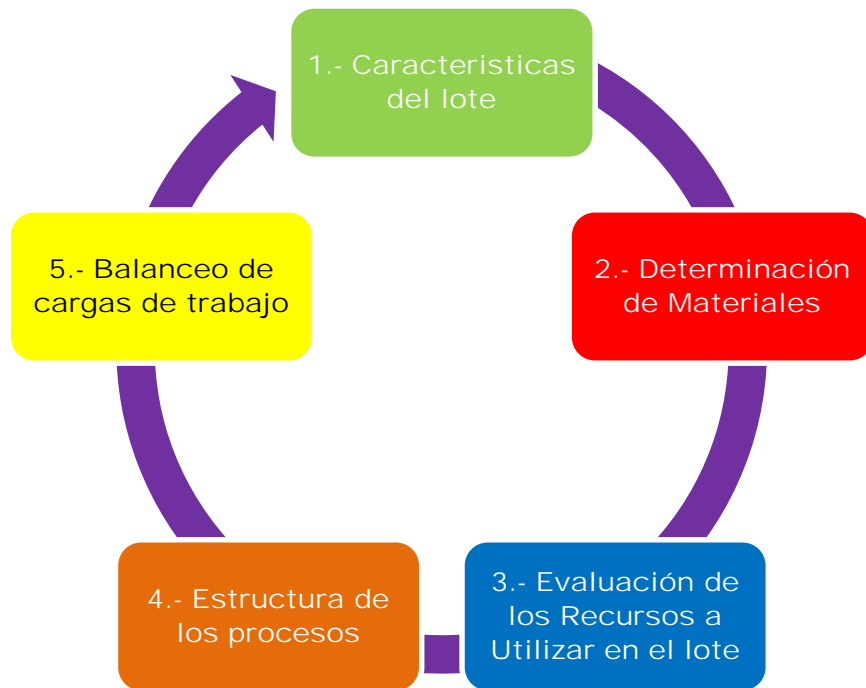 1.- Caracteristicas
del lote
2.- Determinación
de Materiales
3.- Evaluación de
los Recursos a
Utilizar en el lote
4.- Estructura de
los procesos
5.- Balanceo de
cargas de trabajo